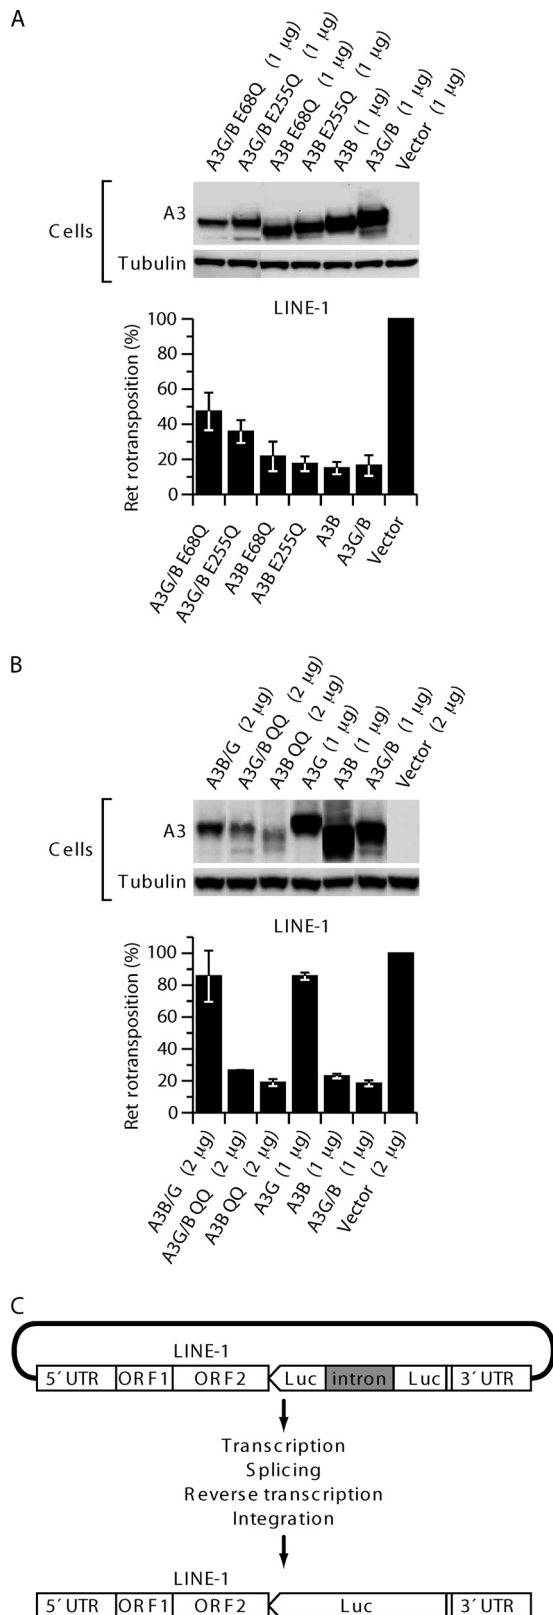 A
A3G/B E68Q (1 µg)
A3G/B E255Q (1 µg)
A3B E68Q (1 µg)
A3B E255Q (1 µg)
A3B (1 µg)
A3G/B (1 µg)
Vector (1 µg)
Cells
A3
Tubulin
LINE-1
Ret rotransposition (%)
100
80
60
40
20
0
A3G/B E68Q
A3G/B E255Q
A3B E68Q
A3B E255Q
A3B
A3G/B
Vector
B
A3B/G (2 µg)
A3G/B QQ (2 µg)
A3B QQ (2 µg)
A3G (1 µg)
A3B (1 µg)
A3G/B (1 µg)
Vector (2 µg)
Cells
A3
Tubulin
LINE-1
Ret rotransposition (%)
100
80
60
40
20
0
A3B/G (2 µg)
A3G/B QQ (2 µg)
A3B QQ (2 µg)
A3G (1 µg)
A3B (1 µg)
A3G/B (1 µg)
Vector (2 µg)
C
LINE-1
5´ UTR ORF1 ORF2 Luc intron Luc 3´ UTR
Transcription
Splicing
Reverse transcription
Integration
LINE-1
5´ UTR ORF1 ORF2 Luc 3´ UTR